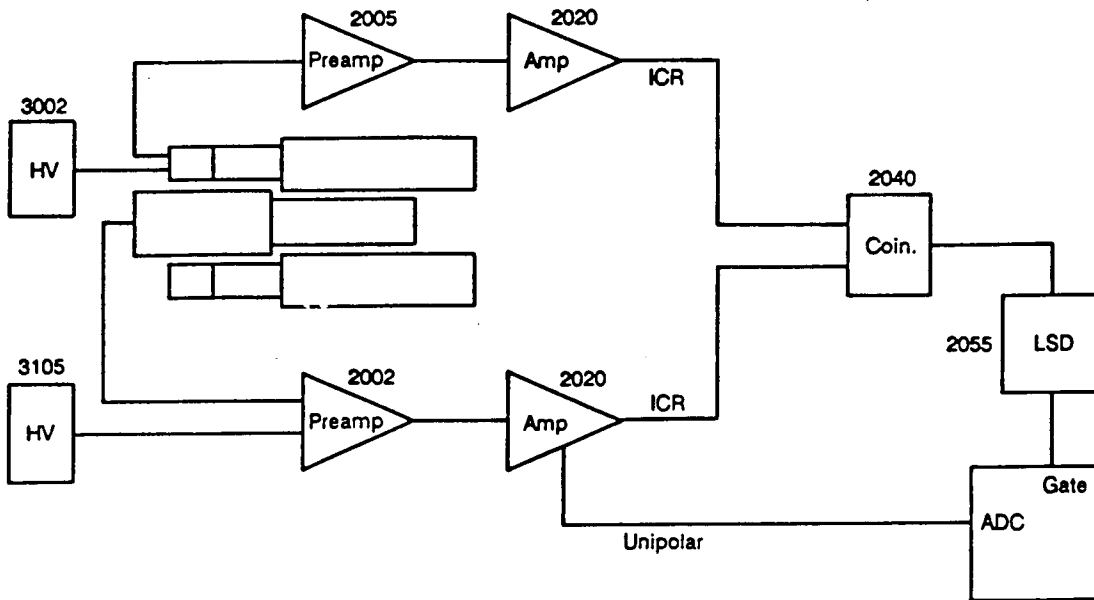 2005
2020
Preamp
Amp
ICR
3002
HV
2040
Coin.
2055
LSD
3105
HV
2002
2020
Preamp
Amp
ICR
Gate
ADC
Unipolar